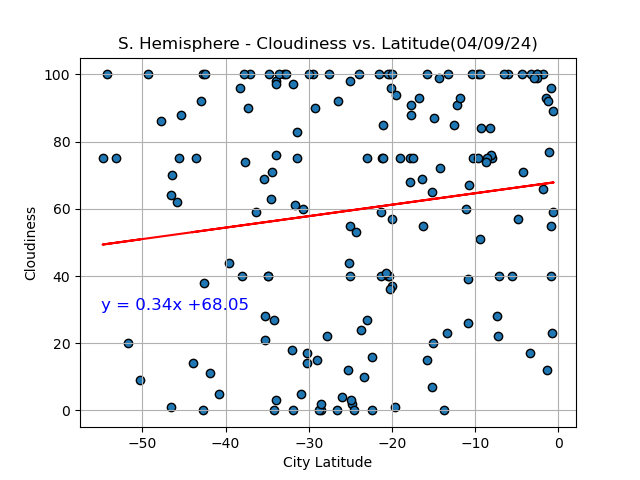 S. Hemisphere - Cloudiness vs. Latitude(04/09/24)
100
80
60
40
20
0
Cloudiness
y = 0.34x +68.05
−50 −40 −30 −20 −10 0
City Latitude